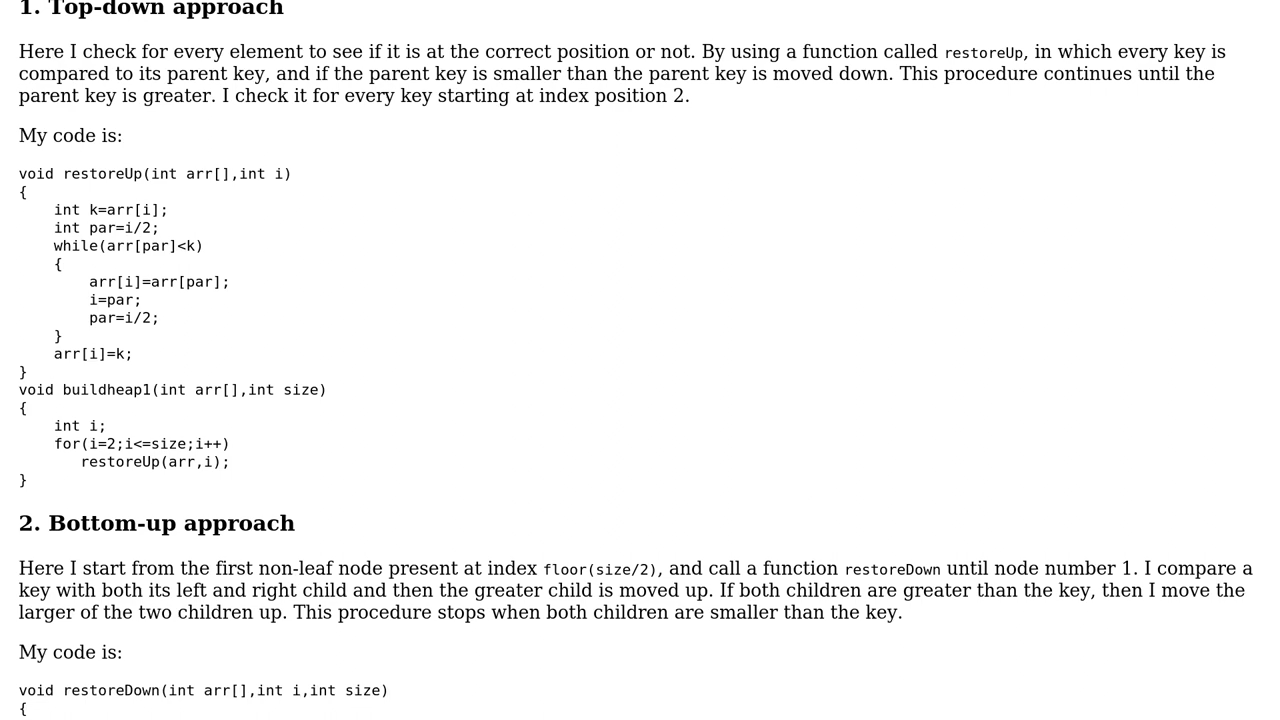 1. Top-down approach
Here I check for every element to see if it is at the correct position or not. By using a function called restoreUp, in which every key is
compared to its parent key, and if the parent key is smaller than the parent key is moved down. This procedure continues until the
parent key is greater. I check it for every key starting at index position 2.
My code is:
void restoreUp(int arr[],int i)
{
    int k=arr[i];
    int par=i/2;
    while(arr[par]<k)
    {
        arr[i]=arr[par];
        i=par;
        par=i/2;
    }
    arr[i]=k;
}
void buildheap1(int arr[],int size)
{
    int i;
    for(i=2;i<=size;i++)
       restoreUp(arr,i);
}
2. Bottom-up approach
Here I start from the first non-leaf node present at index floor(size/2), and call a function restoreDown until node number 1. I compare a
key with both its left and right child and then the greater child is moved up. If both children are greater than the key, then I move the
larger of the two children up. This procedure stops when both children are smaller than the key.
My code is:
void restoreDown(int arr[],int i,int size)
{